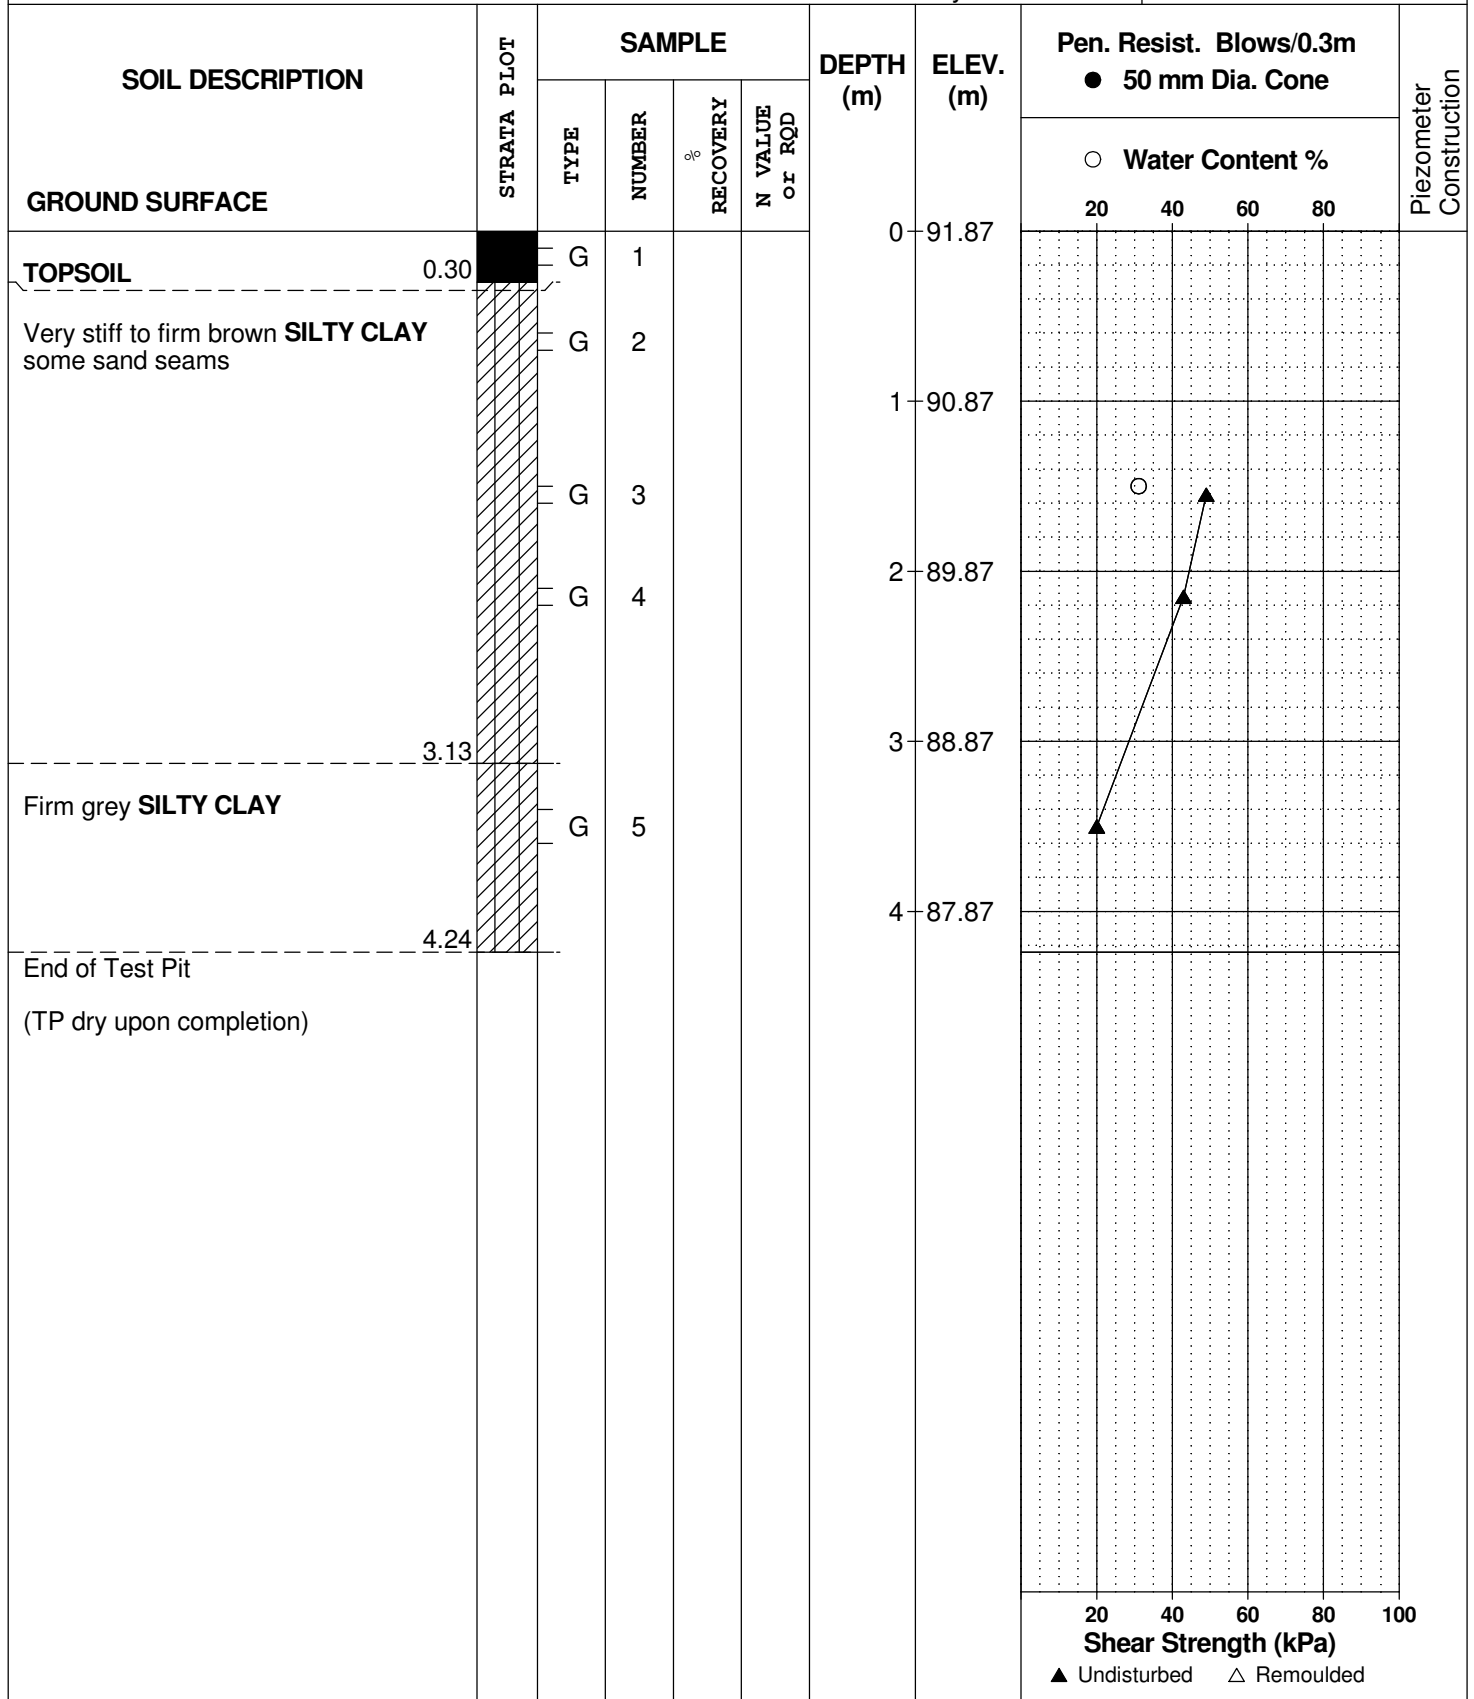 SOIL DESCRIPTION
GROUND SURFACE
STRATA PLOT
SAMPLE
TYPE
NUMBER
%
RECOVERY
N VALUE
or RQD
DEPTH
(m)
ELEV.
(m)
Pen. Resist. Blows/0.3m
● 50 mm Dia. Cone
○ Water Content %
20 40 60 80
Piezometer
Construction
0 91.87
TOPSOIL 0.30
G 1
Very stiff to firm brown SILTY CLAY
some sand seams
G 2
1 90.87
G 3
2 89.87
G 4
3 88.87
3.13
Firm grey SILTY CLAY
G 5
4 87.87
4.24
End of Test Pit
(TP dry upon completion)
20 40 60 80 100
Shear Strength (kPa)
▲ Undisturbed △ Remoulded